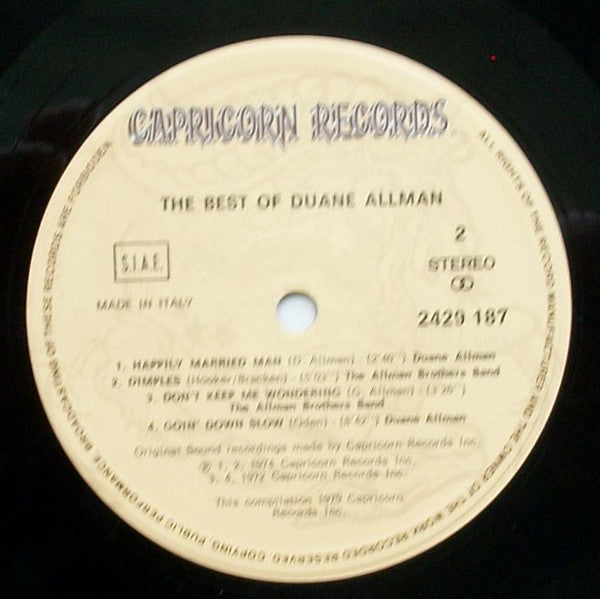 CAPRICORN RECORDS
THE BEST OF DUANE ALLMAN
S.I.A.E.
MADE IN ITALY
2
STEREO
2429 187
1. HAPPILY MARRIED MAN (D. Allman) - (2'40'') Duane Allman
2. DIMPLES (Hooker/Bracken) - (5'03'') The Allman Brothers Band
3. DON'T KEEP ME WONDERING (G. Allman) - (3'25'')
The Allman Brothers Band
4. GOIN' DOWN SLOW (Oden) - (8'42'') Duane Allman
Original Sound recordings made by Capricorn Records Inc.
℗ 1, 2, 1974 Capricorn Records Inc.
3, 4, 1972 Capricorn Records Inc.
This compilation 1979 Capricorn
Records Inc.
ALL RIGHTS OF THE RECORD MANUFACTURER AND THE OWNER OF THE WORK RECORDED RESERVED. COPYING, PUBLIC PERFORMANCE, BROADCASTING OF THESE RECORDS ARE FORBIDDEN